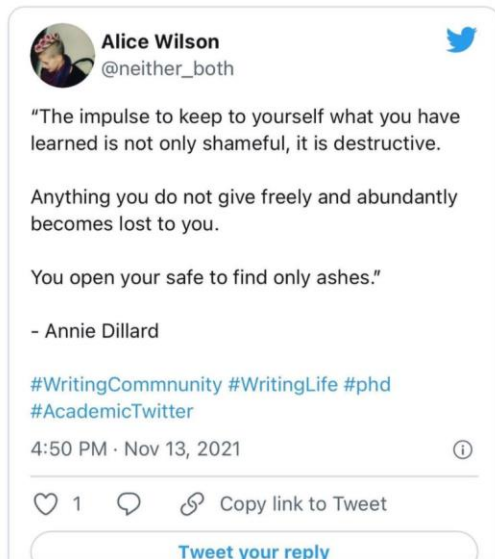 Alice Wilson
@neither_both
“The impulse to keep to yourself what you have
learned is not only shameful, it is destructive.
Anything you do not give freely and abundantly
becomes lost to you.
You open your safe to find only ashes.”
- Annie Dillard
#WritingCommnunity #WritingLife #phd
#AcademicTwitter
4:50 PM · Nov 13, 2021
1 Copy link to Tweet
Tweet your reply